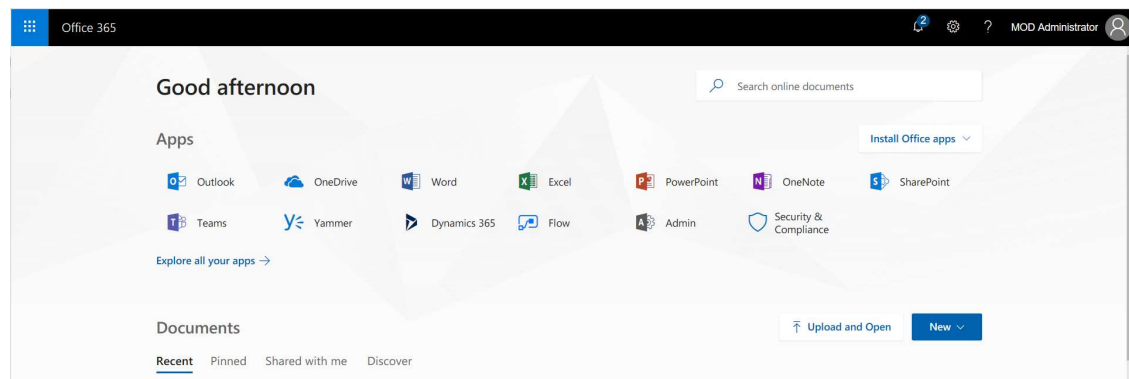 Office 365
2
?
MOD Administrator
Good afternoon
Search online documents
Apps
Install Office apps
Outlook
OneDrive
Word
Excel
PowerPoint
OneNote
SharePoint
Teams
Yammer
Dynamics 365
Flow
Admin
Security &
Compliance
Explore all your apps →
Documents
Upload and Open
New
Recent
Pinned
Shared with me
Discover